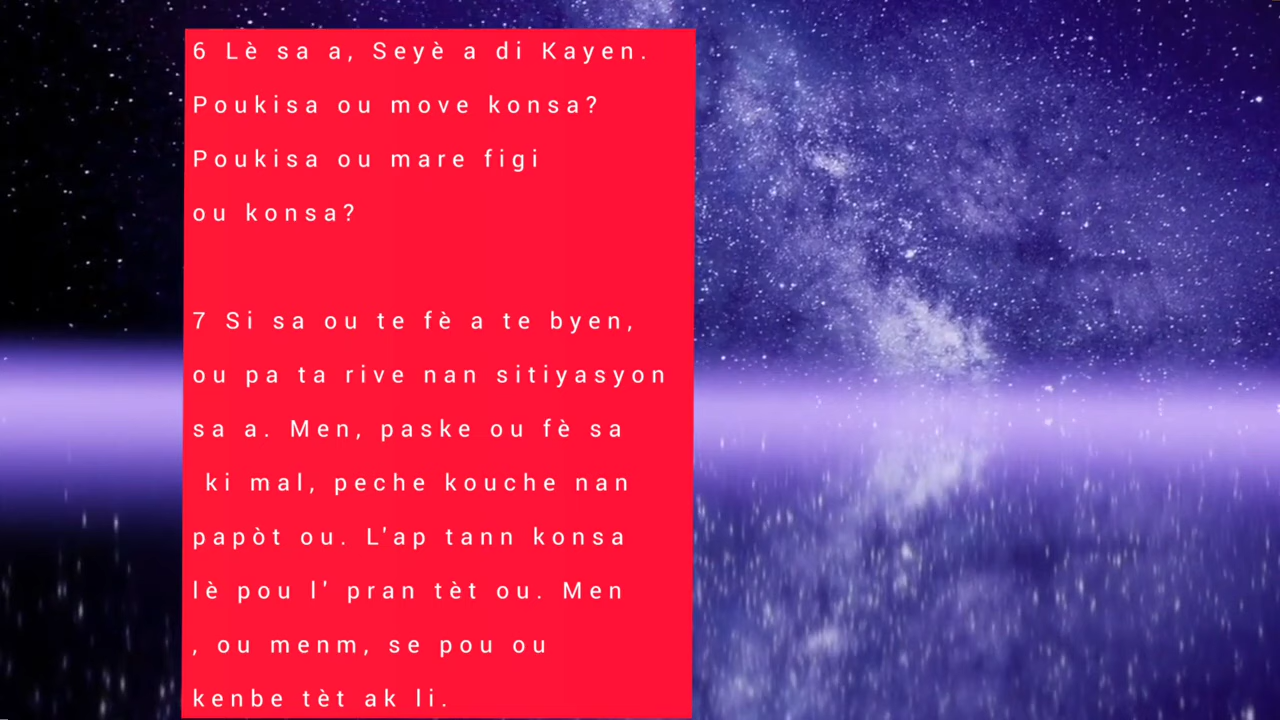 6 Lè sa a, Seyè a di Kayen.
Poukisa ou move konsa?
Poukisa ou mare figi
ou konsa?
7 Si sa ou te fè a te byen,
ou pa ta rive nan sitiyasyon
sa a. Men, paske ou fè sa
ki mal, peche kouche nan
papòt ou. L'ap tann konsa
lè pou l' pran tèt ou. Men
, ou menm, se pou ou
kenbe tèt ak li.